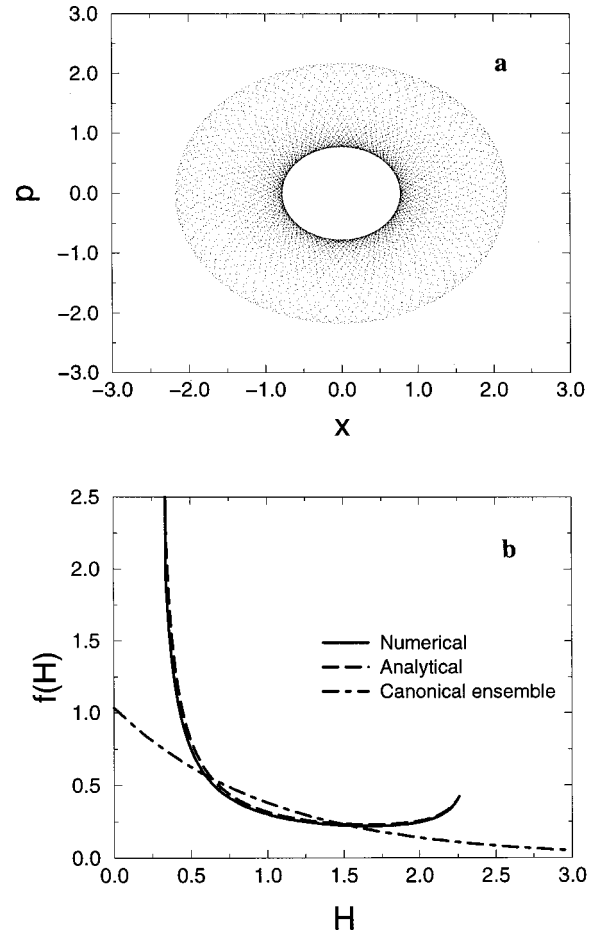 3.0
a
2.0
1.0
p
0.0
−1.0
−2.0
−3.0
−3.0 −2.0 −1.0 0.0 1.0 2.0 3.0
x
2.5
b
2.0
Numerical
1.5
Analytical
f(H)
Canonical ensemble
1.0
0.5
0.0
0.0 0.5 1.0 1.5 2.0 2.5 3.0
H